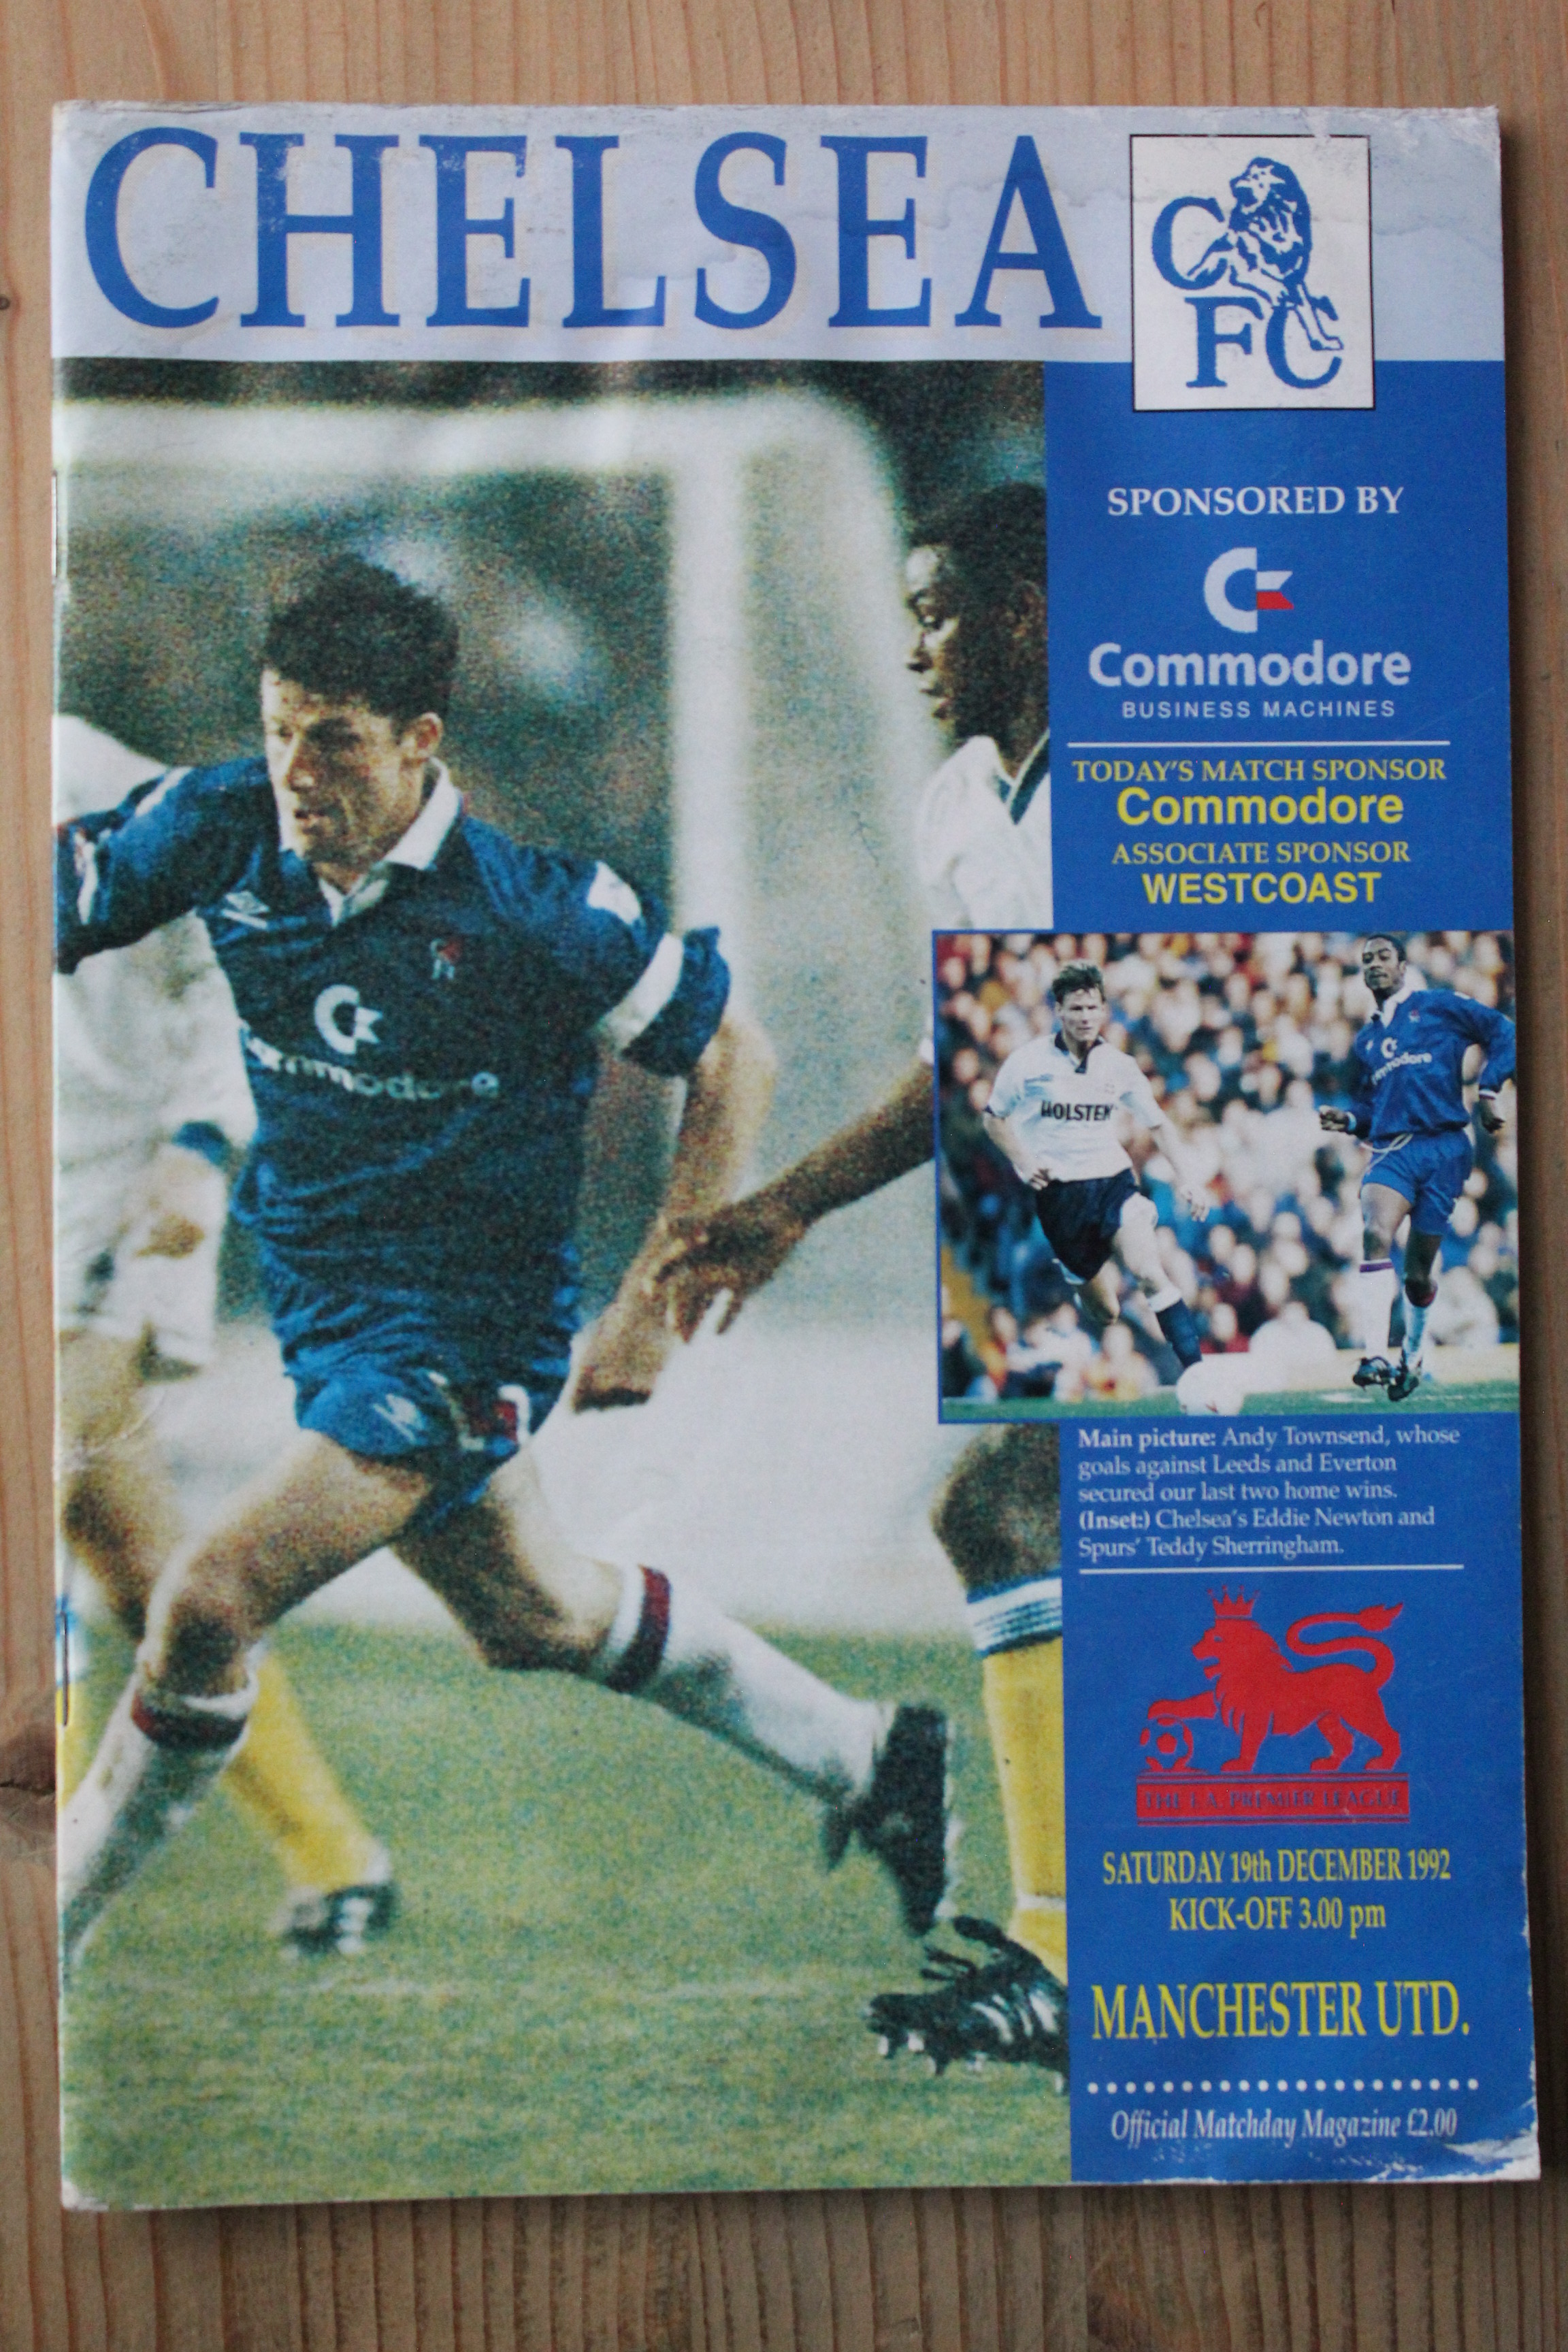 CHELSEA
CFC
SPONSORED BY
Commodore
BUSINESS MACHINES
TODAY'S MATCH SPONSOR
Commodore
ASSOCIATE SPONSOR
WESTCOAST
Commodore
HOLSTEN
Commodore
Main picture: Andy Townsend, whose
goals against Leeds and Everton
secured our last two home wins.
(Inset:) Chelsea's Eddie Newton and
Spurs' Teddy Sherringham.
THE F.A. PREMIER LEAGUE
SATURDAY 19th DECEMBER 1992
KICK-OFF 3.00 pm
MANCHESTER UTD.
Official Matchday Magazine £2.00